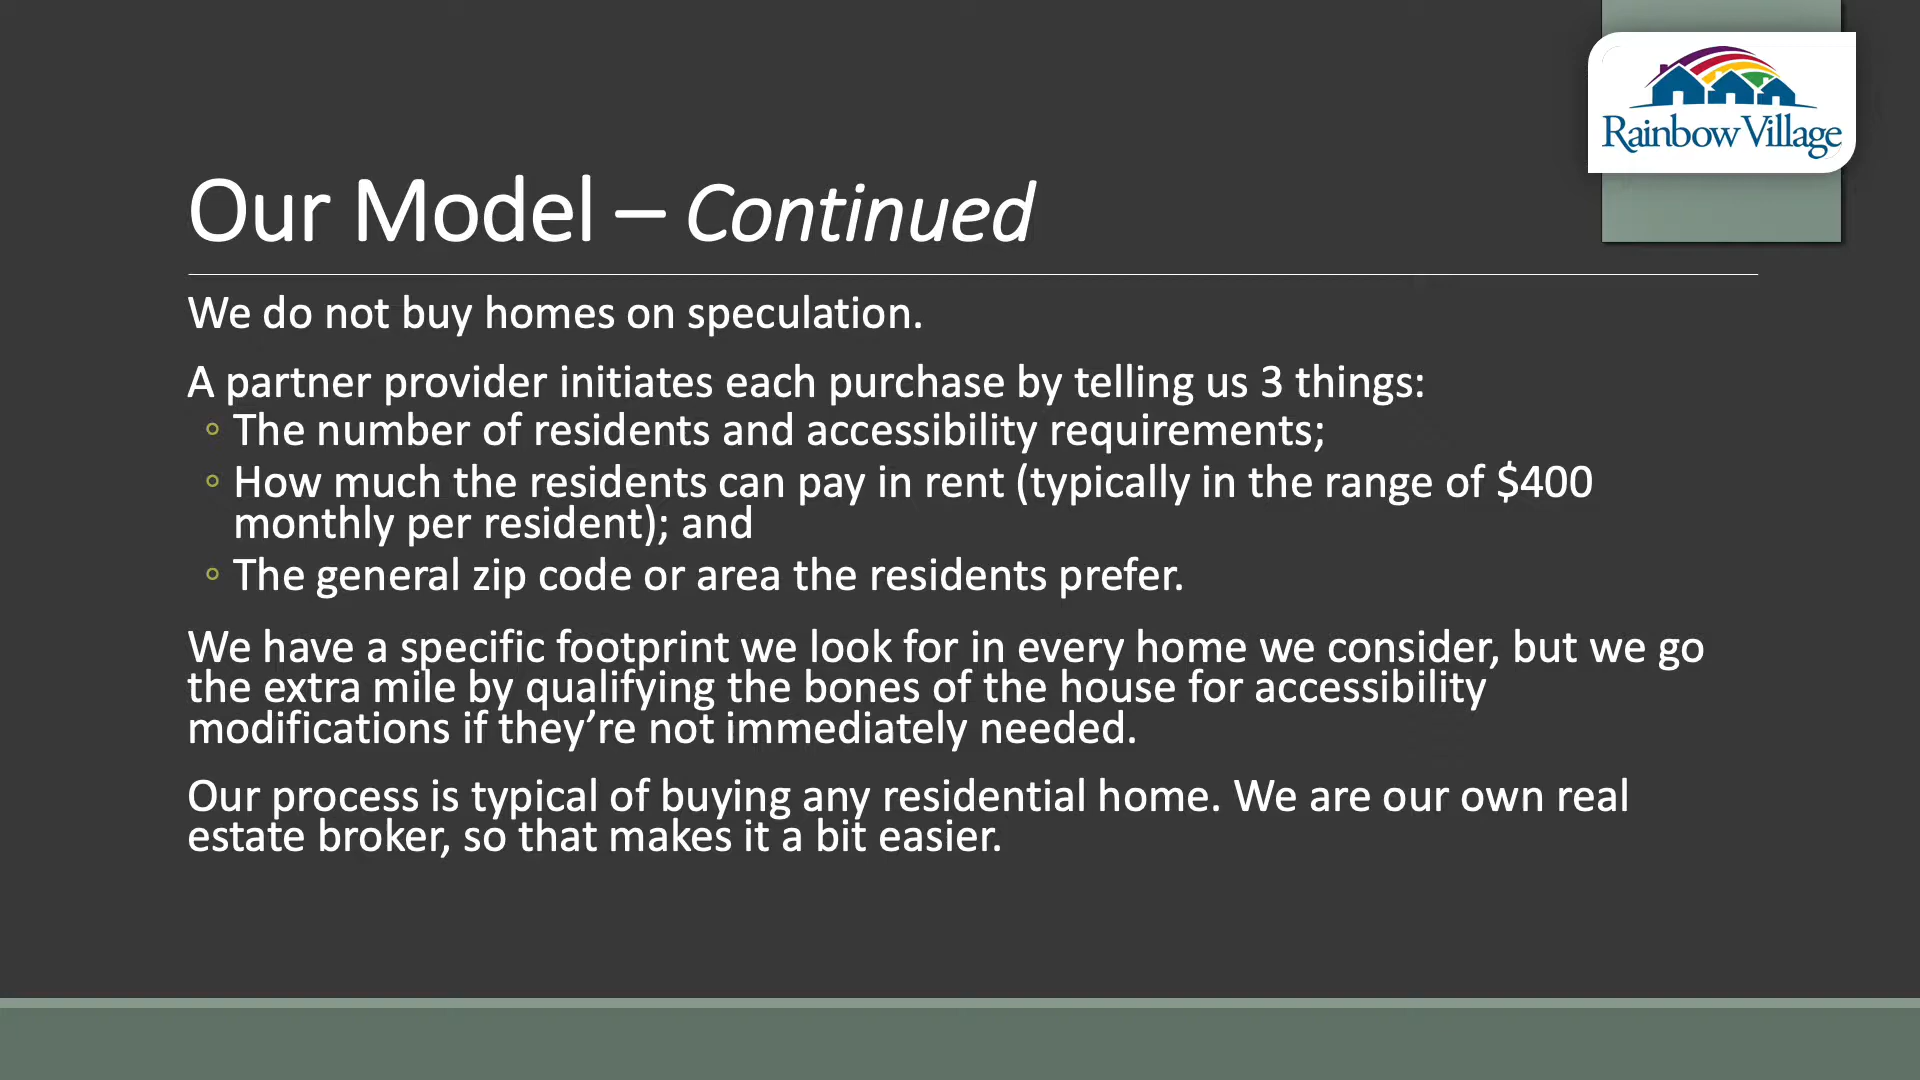 Rainbow Village
Our Model – Continued
We do not buy homes on speculation.
A partner provider initiates each purchase by telling us 3 things:
◦ The number of residents and accessibility requirements;
◦ How much the residents can pay in rent (typically in the range of $400
monthly per resident); and
◦ The general zip code or area the residents prefer.
We have a specific footprint we look for in every home we consider, but we go
the extra mile by qualifying the bones of the house for accessibility
modifications if they’re not immediately needed.
Our process is typical of buying any residential home. We are our own real
estate broker, so that makes it a bit easier.